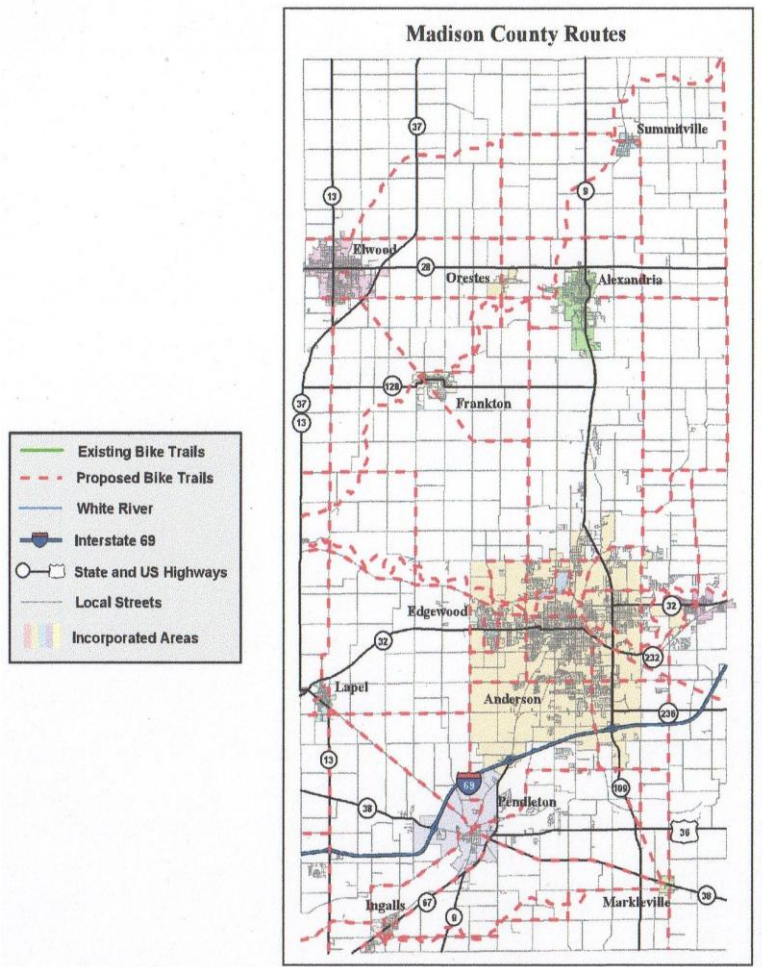 Madison County Routes
37
Summitville
13
9
Elwood
28
Orestes
Alexandria
128
Frankton
37
13
Existing Bike Trails
Proposed Bike Trails
White River
Interstate 69
State and US Highways
Local Streets
Incorporated Areas
Edgewood
32
32
232
Lapel
Anderson
236
13
69
Pendleton
109
38
36
Ingalls
67
Markleville
38
9